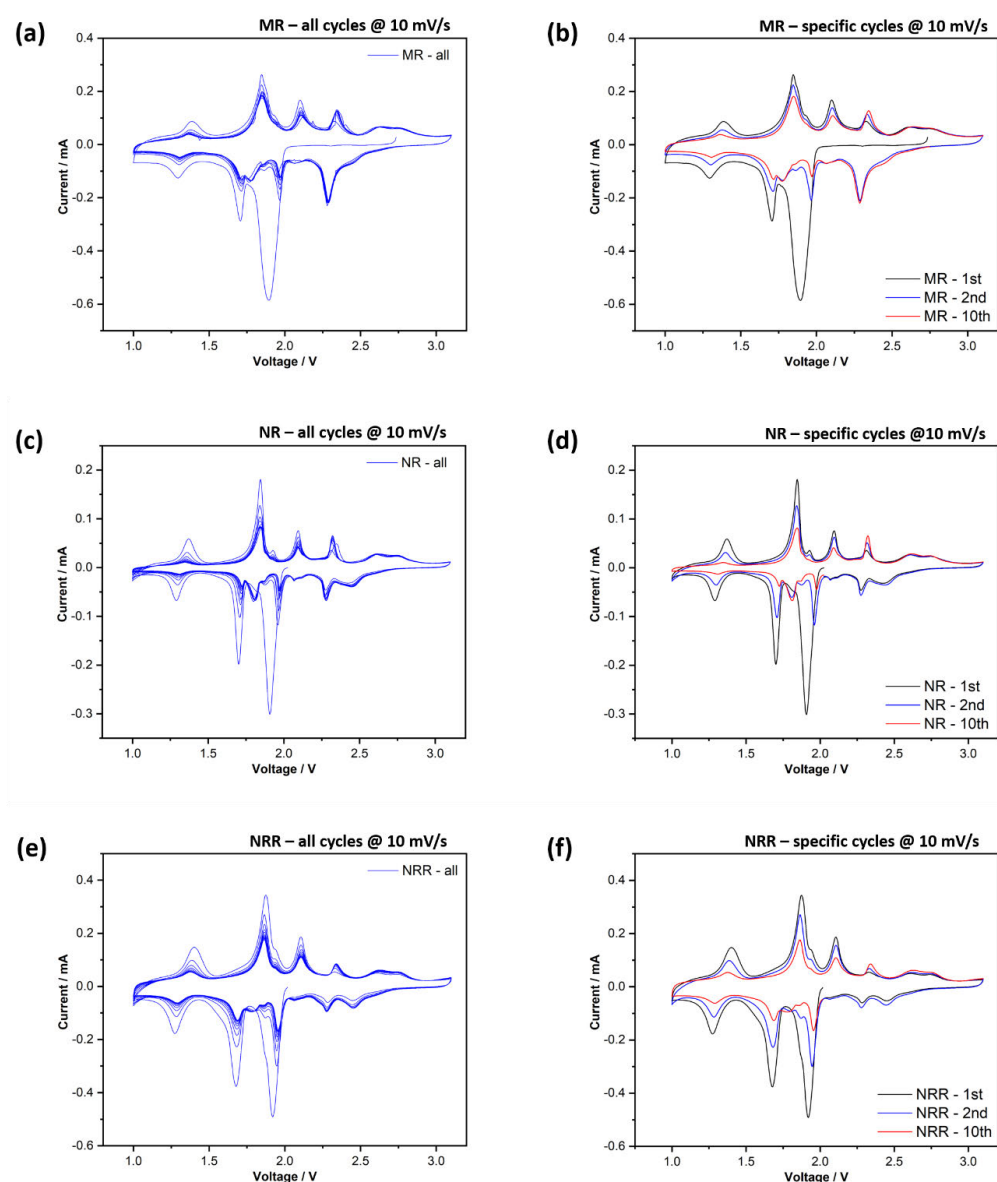 (a)
MR – all cycles @ 10 mV/s
MR - all
0.4
0.2
0.0
-0.2
-0.4
-0.6
Current / mA
1.0 1.5 2.0 2.5 3.0
Voltage / V
(b)
MR – specific cycles @ 10 mV/s
0.4
0.2
0.0
-0.2
-0.4
-0.6
Current / mA
MR - 1st
MR - 2nd
MR - 10th
1.0 1.5 2.0 2.5 3.0
Voltage / V
(c)
NR – all cycles @ 10 mV/s
NR - all
0.2
0.1
0.0
-0.1
-0.2
-0.3
Current / mA
1.0 1.5 2.0 2.5 3.0
Voltage / V
(d)
NR – specific cycles @10 mV/s
0.2
0.1
0.0
-0.1
-0.2
-0.3
Current / mA
NR - 1st
NR - 2nd
NR - 10th
1.0 1.5 2.0 2.5 3.0
Voltage / V
(e)
NRR – all cycles @ 10 mV/s
NRR - all
0.4
0.2
0.0
-0.2
-0.4
-0.6
Current / mA
1.0 1.5 2.0 2.5 3.0
Voltage / V
(f)
NRR – specific cycles @ 10 mV/s
0.4
0.2
0.0
-0.2
-0.4
-0.6
Current / mA
NRR - 1st
NRR - 2nd
NRR - 10th
1.0 1.5 2.0 2.5 3.0
Voltage / V